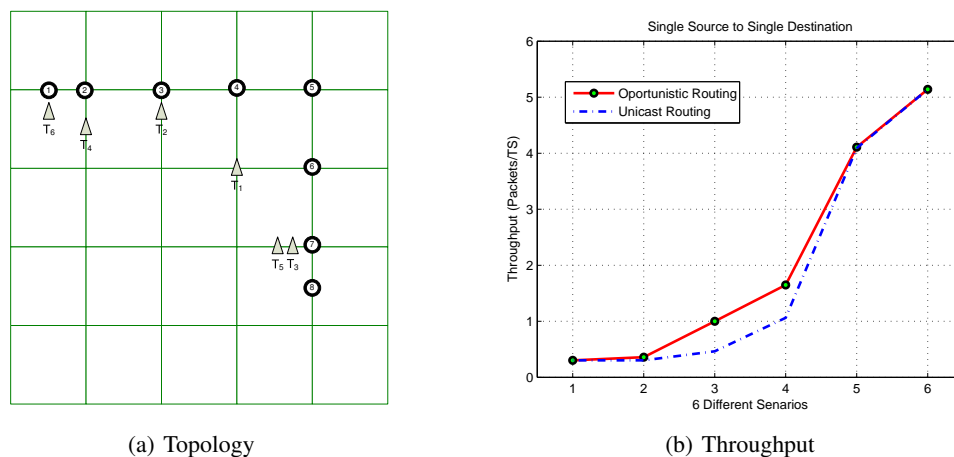 1 2 3 4 5
T6 T4 T2
6
T1
7
T5 T3
8
(a) Topology
Single Source to Single Destination
Throughput (Packets/TS)
6
5
4
3
2
1
0
Oportunistic Routing
Unicast Routing
1 2 3 4 5 6
6 Different Senarios
(b) Throughput